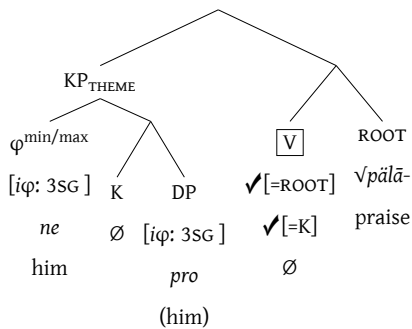 KP_THEME
φ^min/max
V
ROOT
[iφ: 3SG ]
K
DP
✓[=ROOT]
√pälā-
ne
∅
[iφ: 3SG ]
✓[=K]
praise
him
pro
∅
(him)